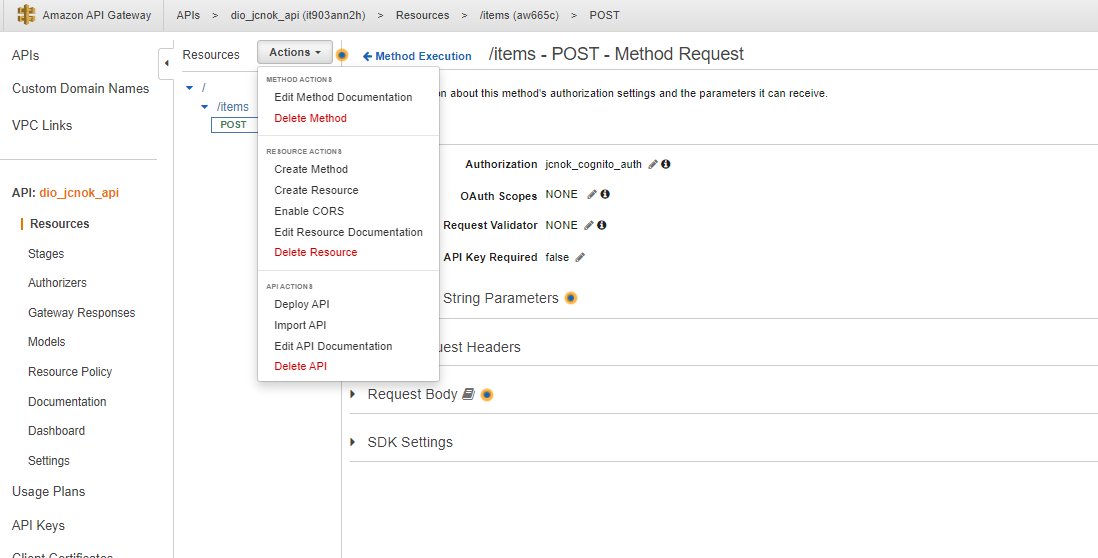 Amazon API Gateway
APIs > dio_jcnok_api (it903ann2h) > Resources > /items (aw665c) > POST
APIs
Custom Domain Names
VPC Links
API: dio_jcnok_api
Resources
Stages
Authorizers
Gateway Responses
Models
Resource Policy
Documentation
Dashboard
Settings
Usage Plans
API Keys
Client Certificates
Resources
Actions
/
/items
POST
METHOD ACTIONS
Edit Method Documentation
Delete Method
RESOURCE ACTIONS
Create Method
Create Resource
Enable CORS
Edit Resource Documentation
Delete Resource
API ACTIONS
Deploy API
Import API
Edit API Documentation
Delete API
Method Execution /items - POST - Method Request
on about this method's authorization settings and the parameters it can receive.
Authorization jcnok_cognito_auth
OAuth Scopes NONE
Request Validator NONE
API Key Required false
String Parameters
uest Headers
Request Body
SDK Settings